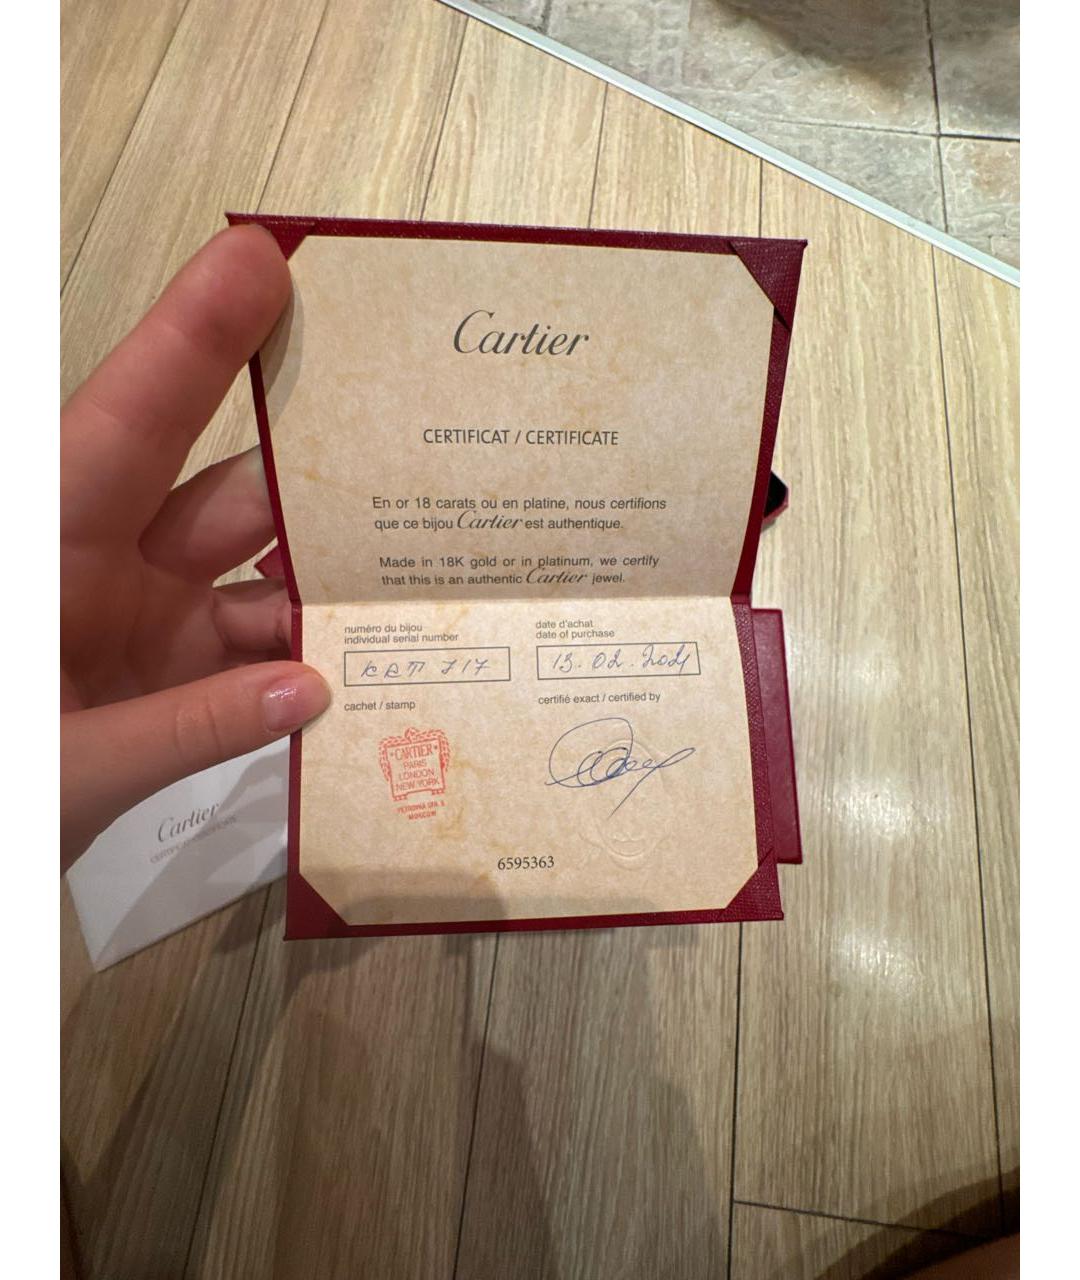 Cartier
CERTIFICAT / CERTIFICATE
En or 18 carats ou en platine, nous certifions
que ce bijou Cartier est authentique.
Made in 18K gold or in platinum, we certify
that this is an authentic Cartier jewel.
numéro du bijou
individual serial number
date d'achat
date of purchase
717
13.02.2021
cachet / stamp
certifié exact / certified by
CARTIER
PARIS
LONDON
NEW YORK
MOSCOW
6595363
Cartier